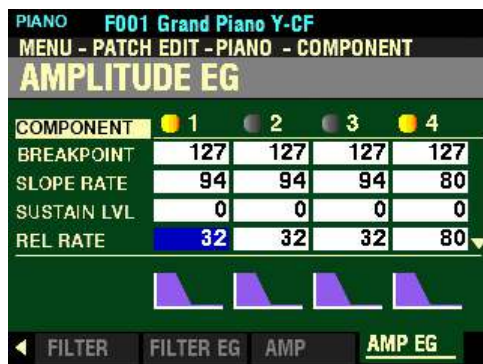 PIANO F001 Grand Piano Y-CF
MENU - PATCH EDIT - PIANO - COMPONENT
AMPLITUDE EG
COMPONENT 1 2 3 4
BREAKPOINT 127 127 127 127
SLOPE RATE 94 94 94 80
SUSTAIN LVL 0 0 0 0
REL RATE 32 32 32 80
FILTER FILTER EG AMP AMP EG